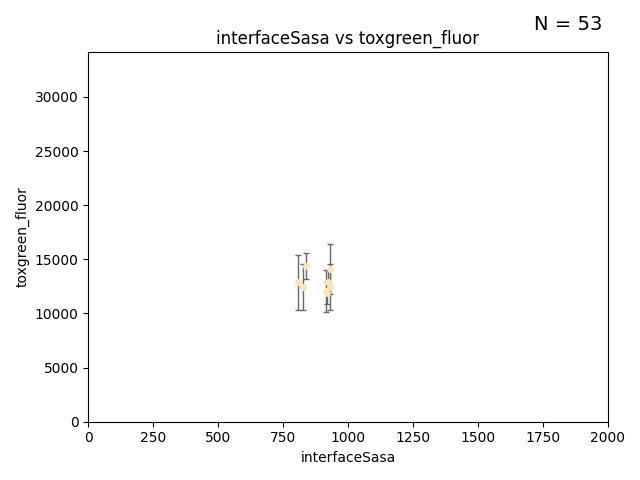 N = 53
interfaceSasa vs toxgreen_fluor
30000
25000
20000
15000
10000
5000
0
toxgreen_fluor
0 250 500 750 1000 1250 1500 1750 2000
interfaceSasa